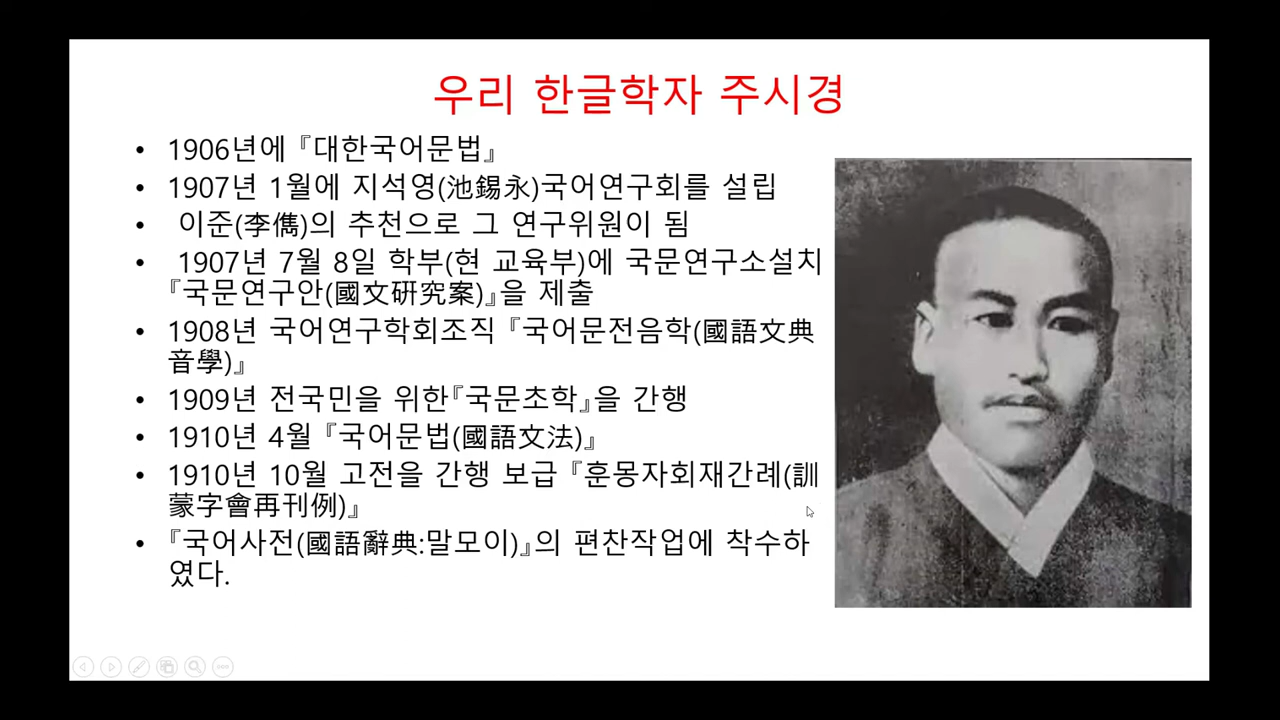 우리 한글학자 주시경
• 1906년에 『대한국어문법』
• 1907년 1월에 지석영(池錫永)국어연구회를 설립
• 이준(李儁)의 추천으로 그 연구위원이 됨
• 1907년 7월 8일 학부(현 교육부)에 국문연구소설치
『국문연구안(國文硏究案)』을 제출
• 1908년 국어연구학회조직 『국어문전음학(國語文典
音學)』
• 1909년 전국민을 위한『국문초학』을 간행
• 1910년 4월 『국어문법(國語文法)』
• 1910년 10월 고전을 간행 보급 『훈몽자회재간례(訓
蒙字會再刊例)』
• 『국어사전(國語辭典:말모이)』의 편찬작업에 착수하
였다.